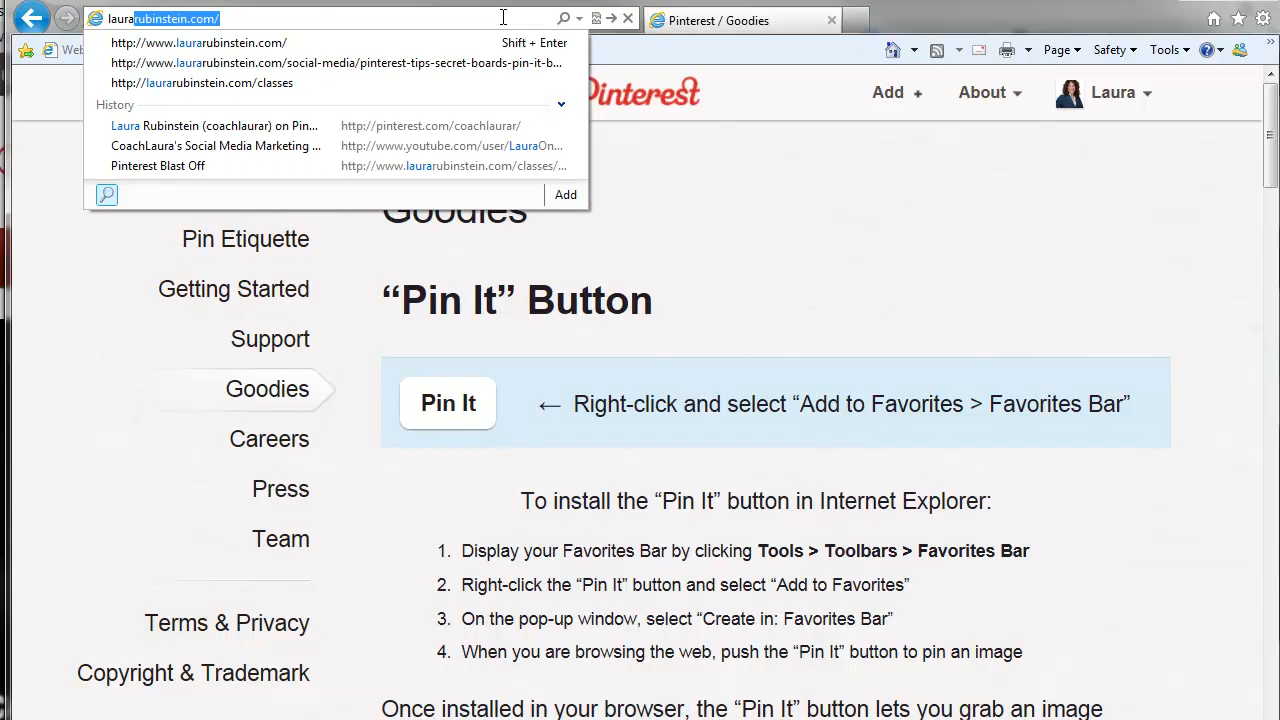 laurarubinstein.com/
Pinterest / Goodies
http://www.laurarubinstein.com/ Shift + Enter
http://www.laurarubinstein.com/social-media/pinterest-tips-secret-boards-pin-it-b...
http://laurarubinstein.com/classes
History
Laura Rubinstein (coachlaurar) on Pin... http://pinterest.com/coachlaurar/
CoachLaura's Social Media Marketing ... http://www.youtube.com/user/LauraOn...
Pinterest Blast Off http://www.laurarubinstein.com/classes/...
Add
Web
Page Safety Tools
Pinterest
Add + About Laura
Pin Etiquette
Getting Started
Support
Goodies
Careers
Press
Team
Terms & Privacy
Copyright & Trademark
Goodies
“Pin It” Button
Pin It ← Right-click and select “Add to Favorites > Favorites Bar”
To install the “Pin It” button in Internet Explorer:
1. Display your Favorites Bar by clicking Tools > Toolbars > Favorites Bar
2. Right-click the “Pin It” button and select “Add to Favorites”
3. On the pop-up window, select “Create in: Favorites Bar”
4. When you are browsing the web, push the “Pin It” button to pin an image
Once installed in your browser, the “Pin It” button lets you grab an image